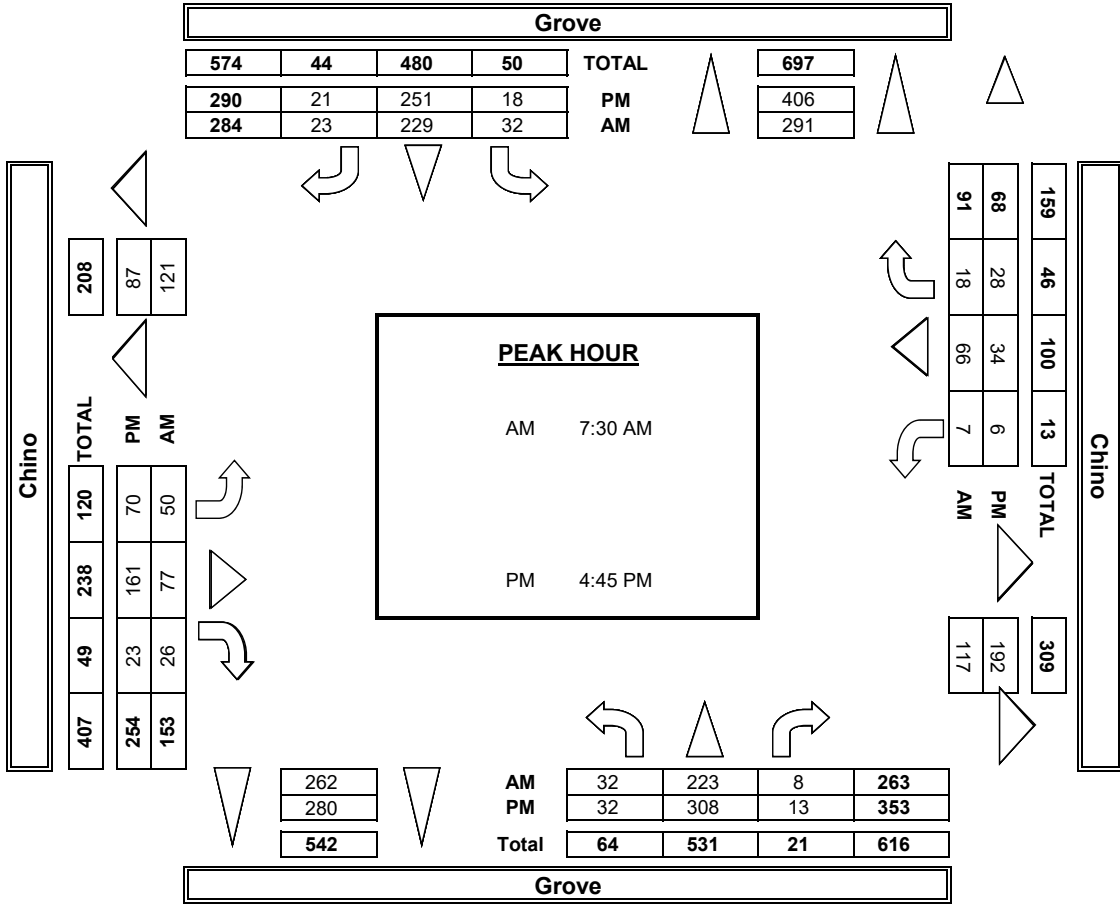 Grove
574 44 480 50 TOTAL 697
290 21 251 18 PM 406
284 23 229 32 AM 291
Chino
208
87
121
TOTAL
PM
AM
120 238 49 407
70 161 23 254
50 77 26 153
PEAK HOUR
AM 7:30 AM
PM 4:45 PM
159 46 100 13 TOTAL
68 28 34 6 PM
91 18 66 7 AM
309
192
117
Chino
262 AM 32 223 8 263
280 PM 32 308 13 353
542 Total 64 531 21 616
Grove